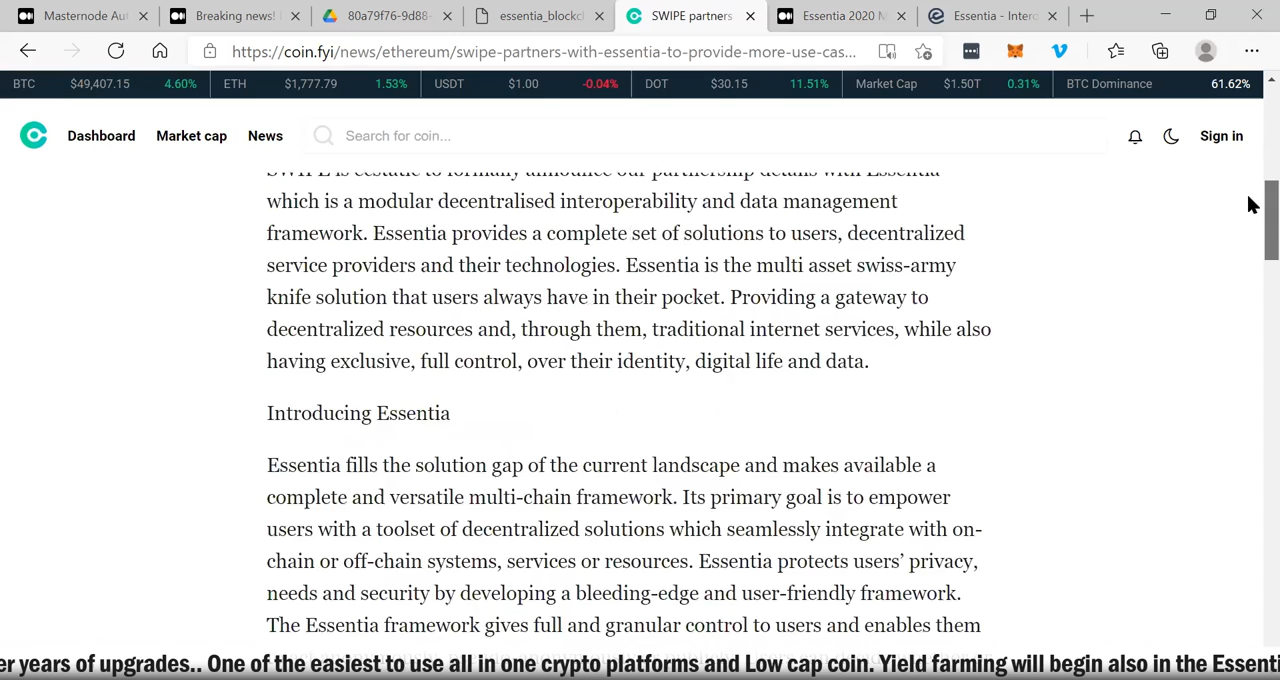 Masternode Aut
Breaking news!
80a79f76-9d88-
essentia_blockc
SWIPE partners
Essentia 2020 M
Essentia - Intero
https://coin.fyi/news/ethereum/swipe-partners-with-essentia-to-provide-more-use-cas...
BTC $49,407.15 4.60% ETH $1,777.79 1.53% USDT $1.00 -0.04% DOT $30.15 11.51% Market Cap $1.50T 0.31% BTC Dominance 61.62%
Dashboard Market cap News Search for coin... Sign in
SWIPE is ecstatic to formally announce our partnership details with Essentia
which is a modular decentralised interoperability and data management
framework. Essentia provides a complete set of solutions to users, decentralized
service providers and their technologies. Essentia is the multi asset swiss-army
knife solution that users always have in their pocket. Providing a gateway to
decentralized resources and, through them, traditional internet services, while also
having exclusive, full control, over their identity, digital life and data.
Introducing Essentia
Essentia fills the solution gap of the current landscape and makes available a
complete and versatile multi-chain framework. Its primary goal is to empower
users with a toolset of decentralized solutions which seamlessly integrate with on-
chain or off-chain systems, services or resources. Essentia protects users’ privacy,
needs and security by developing a bleeding-edge and user-friendly framework.
The Essentia framework gives full and granular control to users and enables them
er years of upgrades.. One of the easiest to use all in one crypto platforms and Low cap coin. Yield farming will begin also in the Essenti